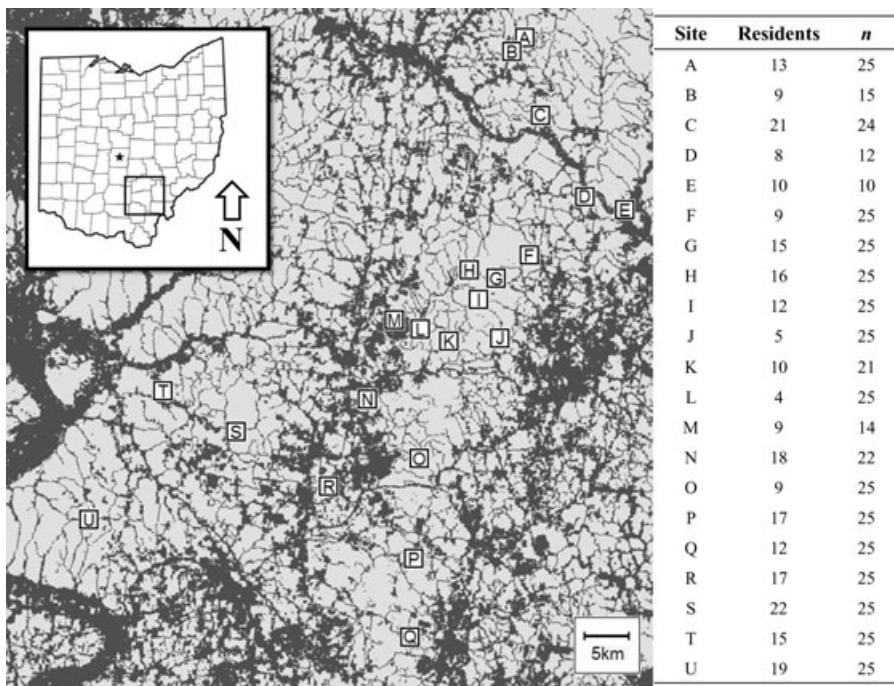 N
5km
A
B
C
D
E
F
H
G
I
M
L
K
J
T
N
S
O
R
U
P
Q
Site Residents n
A 13 25
B 9 15
C 21 24
D 8 12
E 10 10
F 9 25
G 15 25
H 16 25
I 12 25
J 5 25
K 10 21
L 4 25
M 9 14
N 18 22
O 9 25
P 17 25
Q 12 25
R 17 25
S 22 25
T 15 25
U 19 25